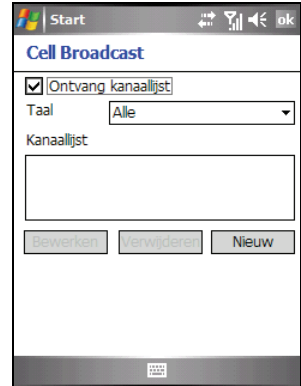 Start ok
Cell Broadcast
Ontvang kanaallijst
Taal Alle
Kanaallijst
Bewerken Verwijderen Nieuw